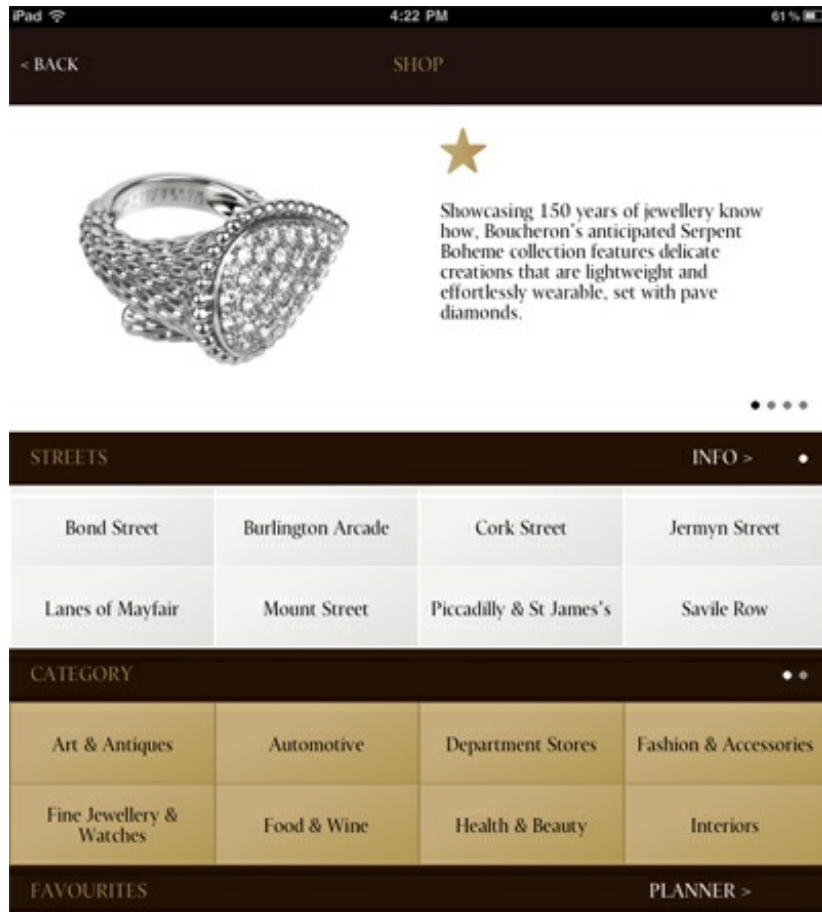 iPad 4:22 PM 61 %
< BACK SHOP
Showcasing 150 years of jewellery know
how, Boucheron's anticipated Serpent
Boheme collection features delicate
creations that are lightweight and
effortlessly wearable, set with pave
diamonds.
STREETS INFO >
Bond Street Burlington Arcade Cork Street Jermyn Street
Lanes of Mayfair Mount Street Piccadilly & St James's Savile Row
CATEGORY
Art & Antiques Automotive Department Stores Fashion & Accessories
Fine Jewellery &
Watches Food & Wine Health & Beauty Interiors
FAVOURITES PLANNER >